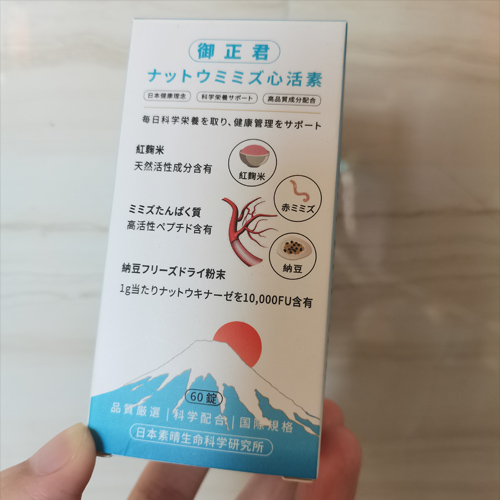 御正君
ナットウミミズ心活素
日本健康理念 科学栄養サポート 高品質成分配合
毎日科学栄養を取り、健康管理をサポート
紅麹米
天然活性成分含有
紅麹米
赤ミミズ
ミミズたんぱく質
高活性ペプチド含有
納豆
納豆フリーズドライ粉末
1g当たりナットウキナーゼを10,000FU含有
60錠
品質厳選 | 科学配合 | 国際規格
日本素晴生命科学研究所